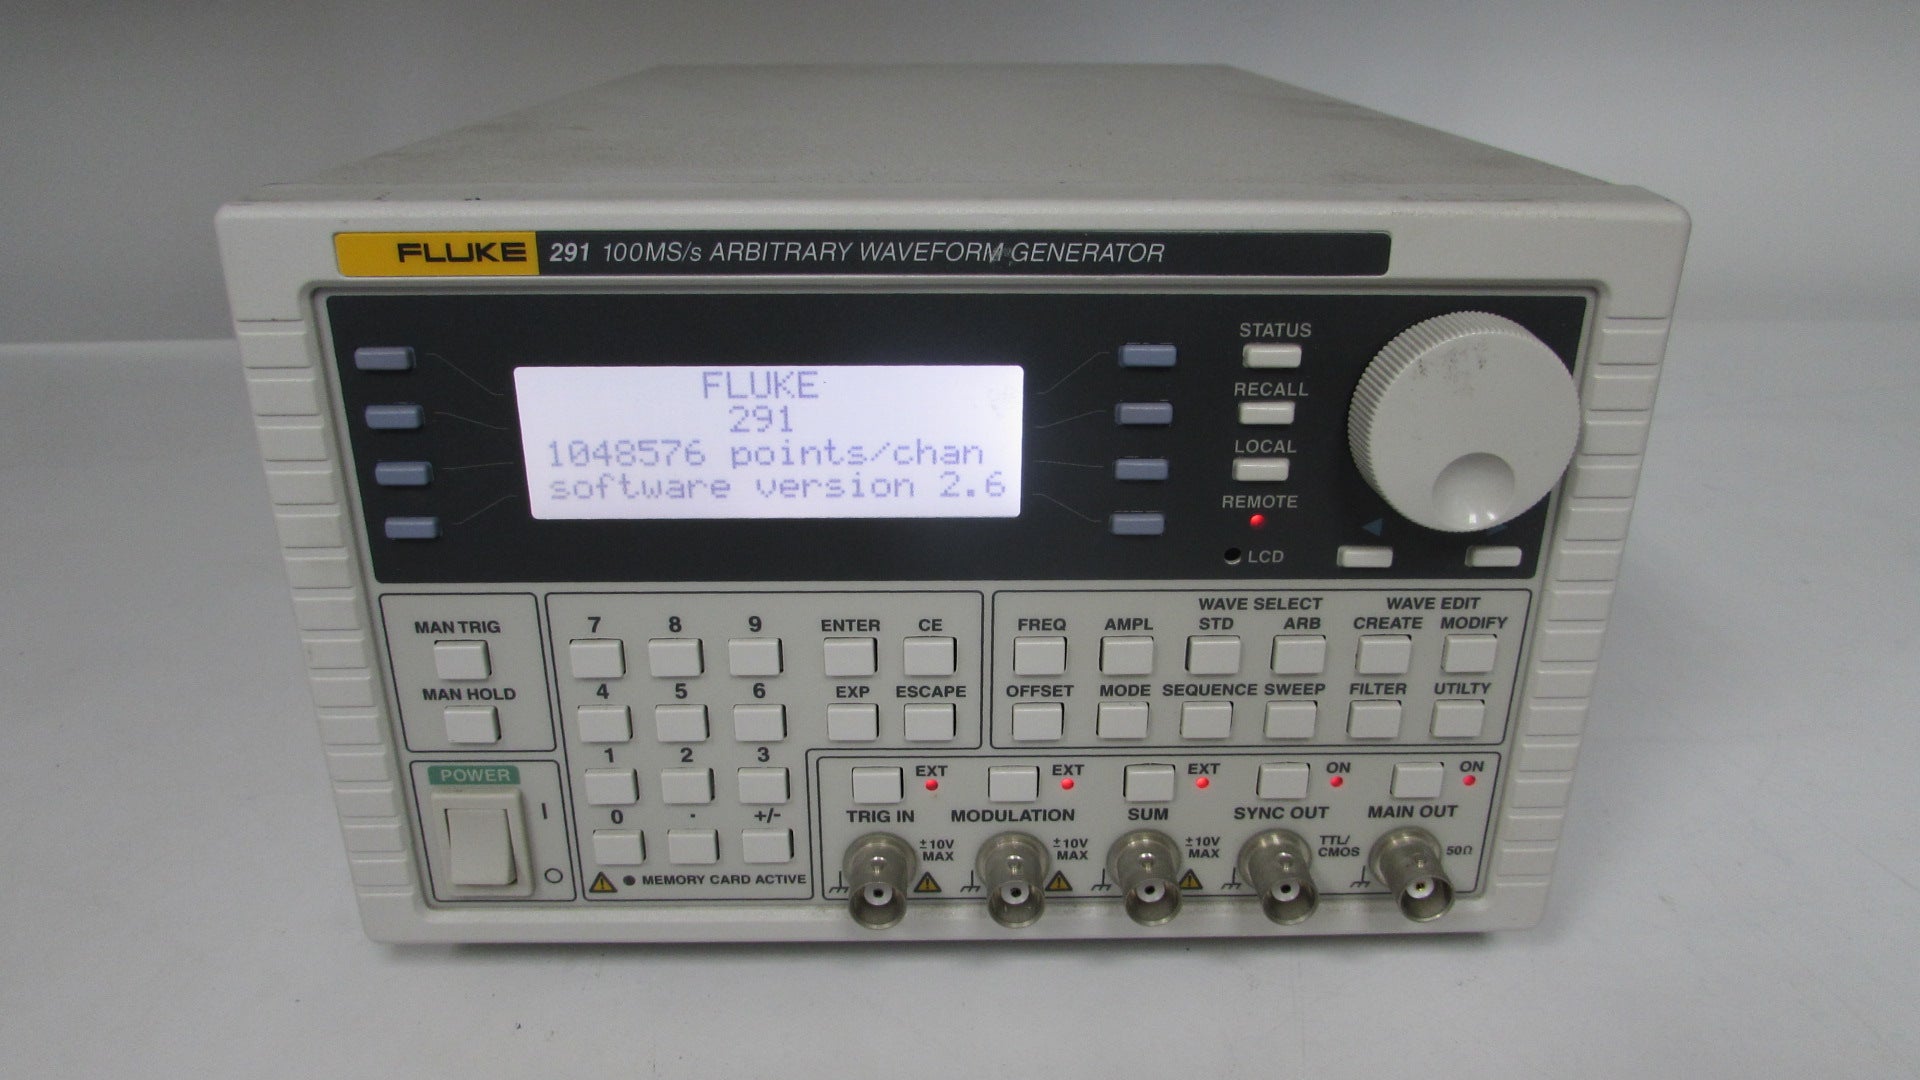 FLUKE 291 100MS/s ARBITRARY WAVEFORM GENERATOR
FLUKE
291
1048576 points/chan
software version 2.6
STATUS
RECALL
LOCAL
REMOTE
LCD
MAN TRIG
MAN HOLD
POWER
I
O
7 8 9 ENTER CE
4 5 6 EXP ESCAPE
1 2 3
0 . +/-
MEMORY CARD ACTIVE
WAVE SELECT WAVE EDIT
FREQ AMPL STD ARB CREATE MODIFY
OFFSET MODE SEQUENCE SWEEP FILTER UTILTY
EXT EXT EXT ON ON
TRIG IN MODULATION SUM SYNC OUT MAIN OUT
±10V MAX
±10V MAX
±10V MAX
TTL/ CMOS
50Ω